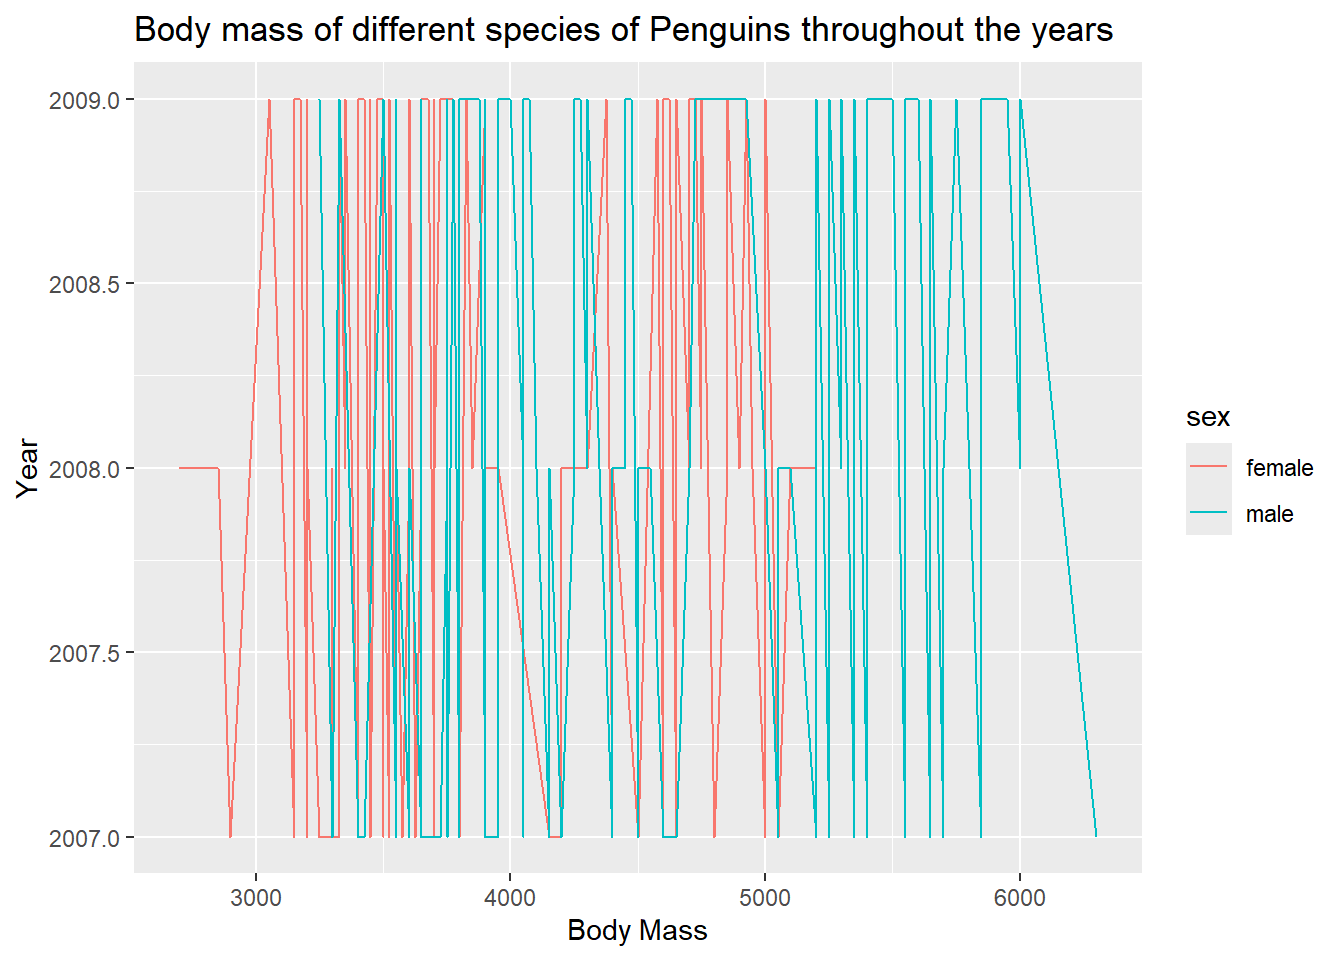 Body mass of different species of Penguins throughout the years
2009.0
2008.5
2008.0
2007.5
2007.0
Year
3000 4000 5000 6000
Body Mass
sex
female
male